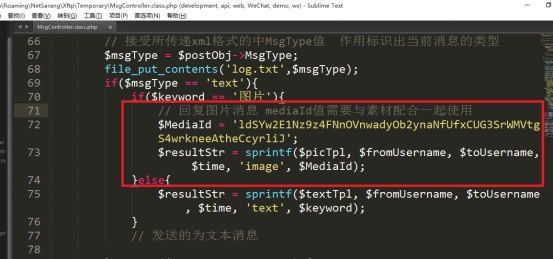 \Roaming\NetSarang\Xftp\Temporary\MsgController.class.php (development, api, web, WeChat, demo, wx) - Sublime Text
工具(T) 项目(P) 首选项(N) 帮助(H)
MsgController.class.php
66 // 接受所传递xml格式的中MsgType值 作用标识出当前消息的类型
67 $msgType = $postObj->MsgType;
68 file_put_contents('log.txt',$msgType);
69 if($msgType == 'text'){
70 if($keyword == '图片'){
71 // 回复图片消息 mediaId值需要与素材配合一起使用
72 $MediaId = 'ldSYw2E1Nz9z4FNnOVnwadyOb2ynaNfUfxCUG3SrWMVtg
S4wrkneeAtheCcyrliJ';
73 $resultStr = sprintf($picTpl, $fromUsername, $toUsername,
$time, 'image', $MediaId);
74 }else{
75 $resultStr = sprintf($textTpl, $fromUsername, $toUsername
, $time, 'text', $keyword);
76 }
77 // 发送的为文本消息
78